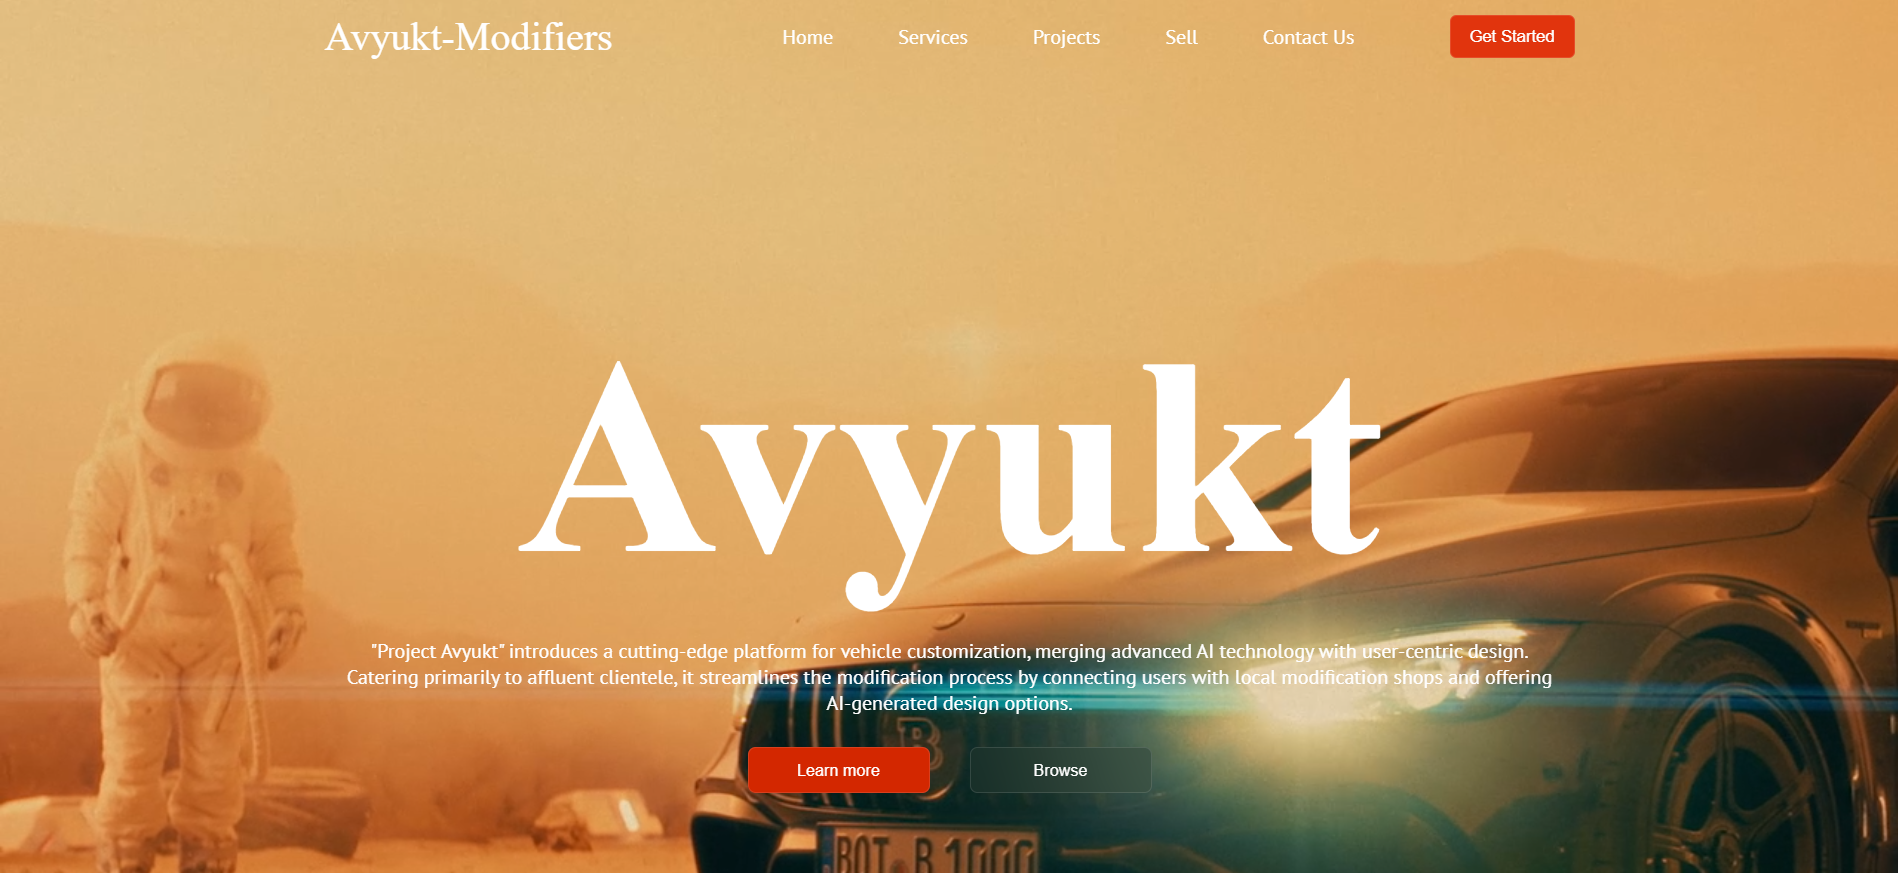 Avyukt-Modifiers
Home
Services
Projects
Sell
Contact Us
Get Started
Avyukt
"Project Avyukt" introduces a cutting-edge platform for vehicle customization, merging advanced AI technology with user-centric design.
Catering primarily to affluent clientele, it streamlines the modification process by connecting users with local modification shops and offering
AI-generated design options.
B
Learn more
Browse
BOT B 1000